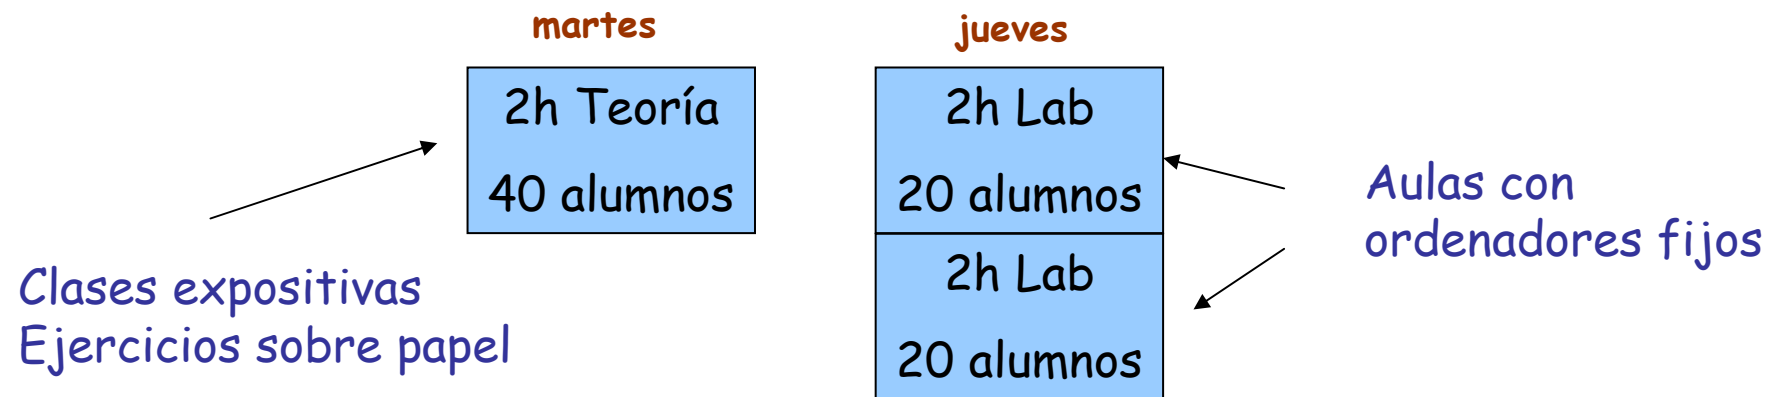 martes
2h Teoría
40 alumnos
Clases expositivas
Ejercicios sobre papel
jueves
2h Lab
20 alumnos
2h Lab
20 alumnos
Aulas con
ordenadores fijos